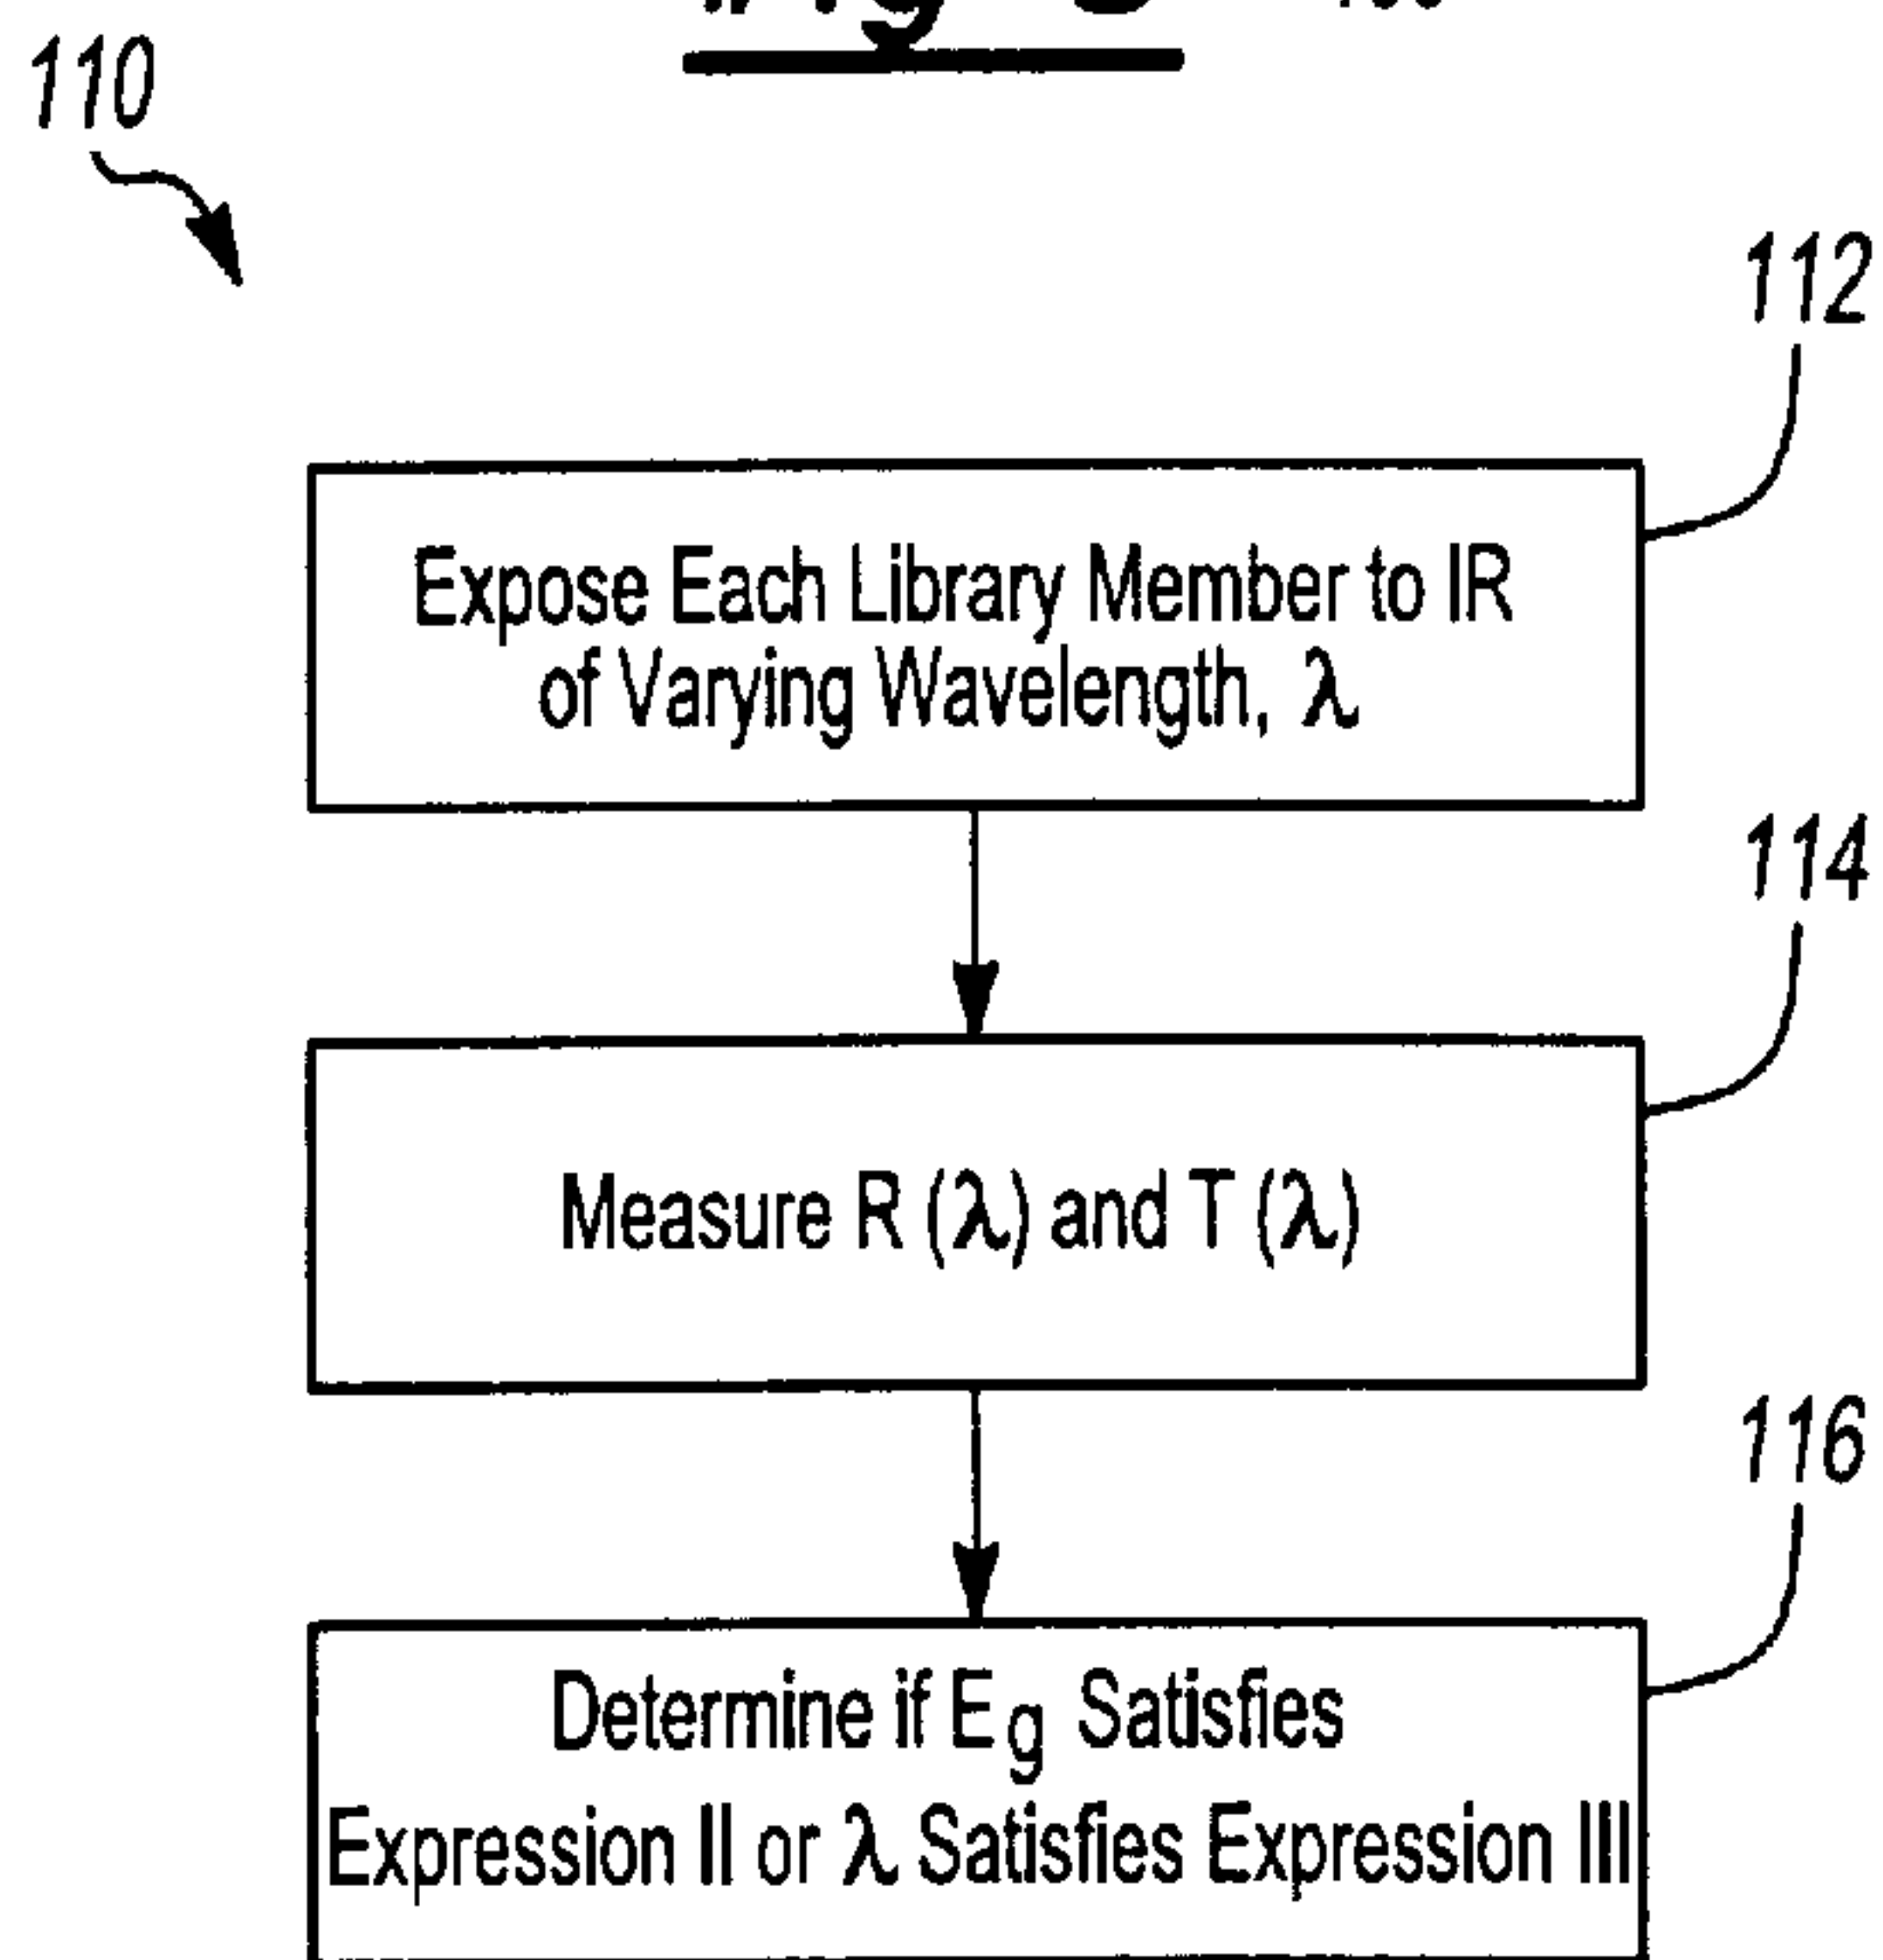 110
112
Expose Each Library Member to IR
of Varying Wavelength, λ
114
Measure R (λ) and T (λ)
116
Determine if Eg Satisfies
Expression II or λ Satisfies Expression III